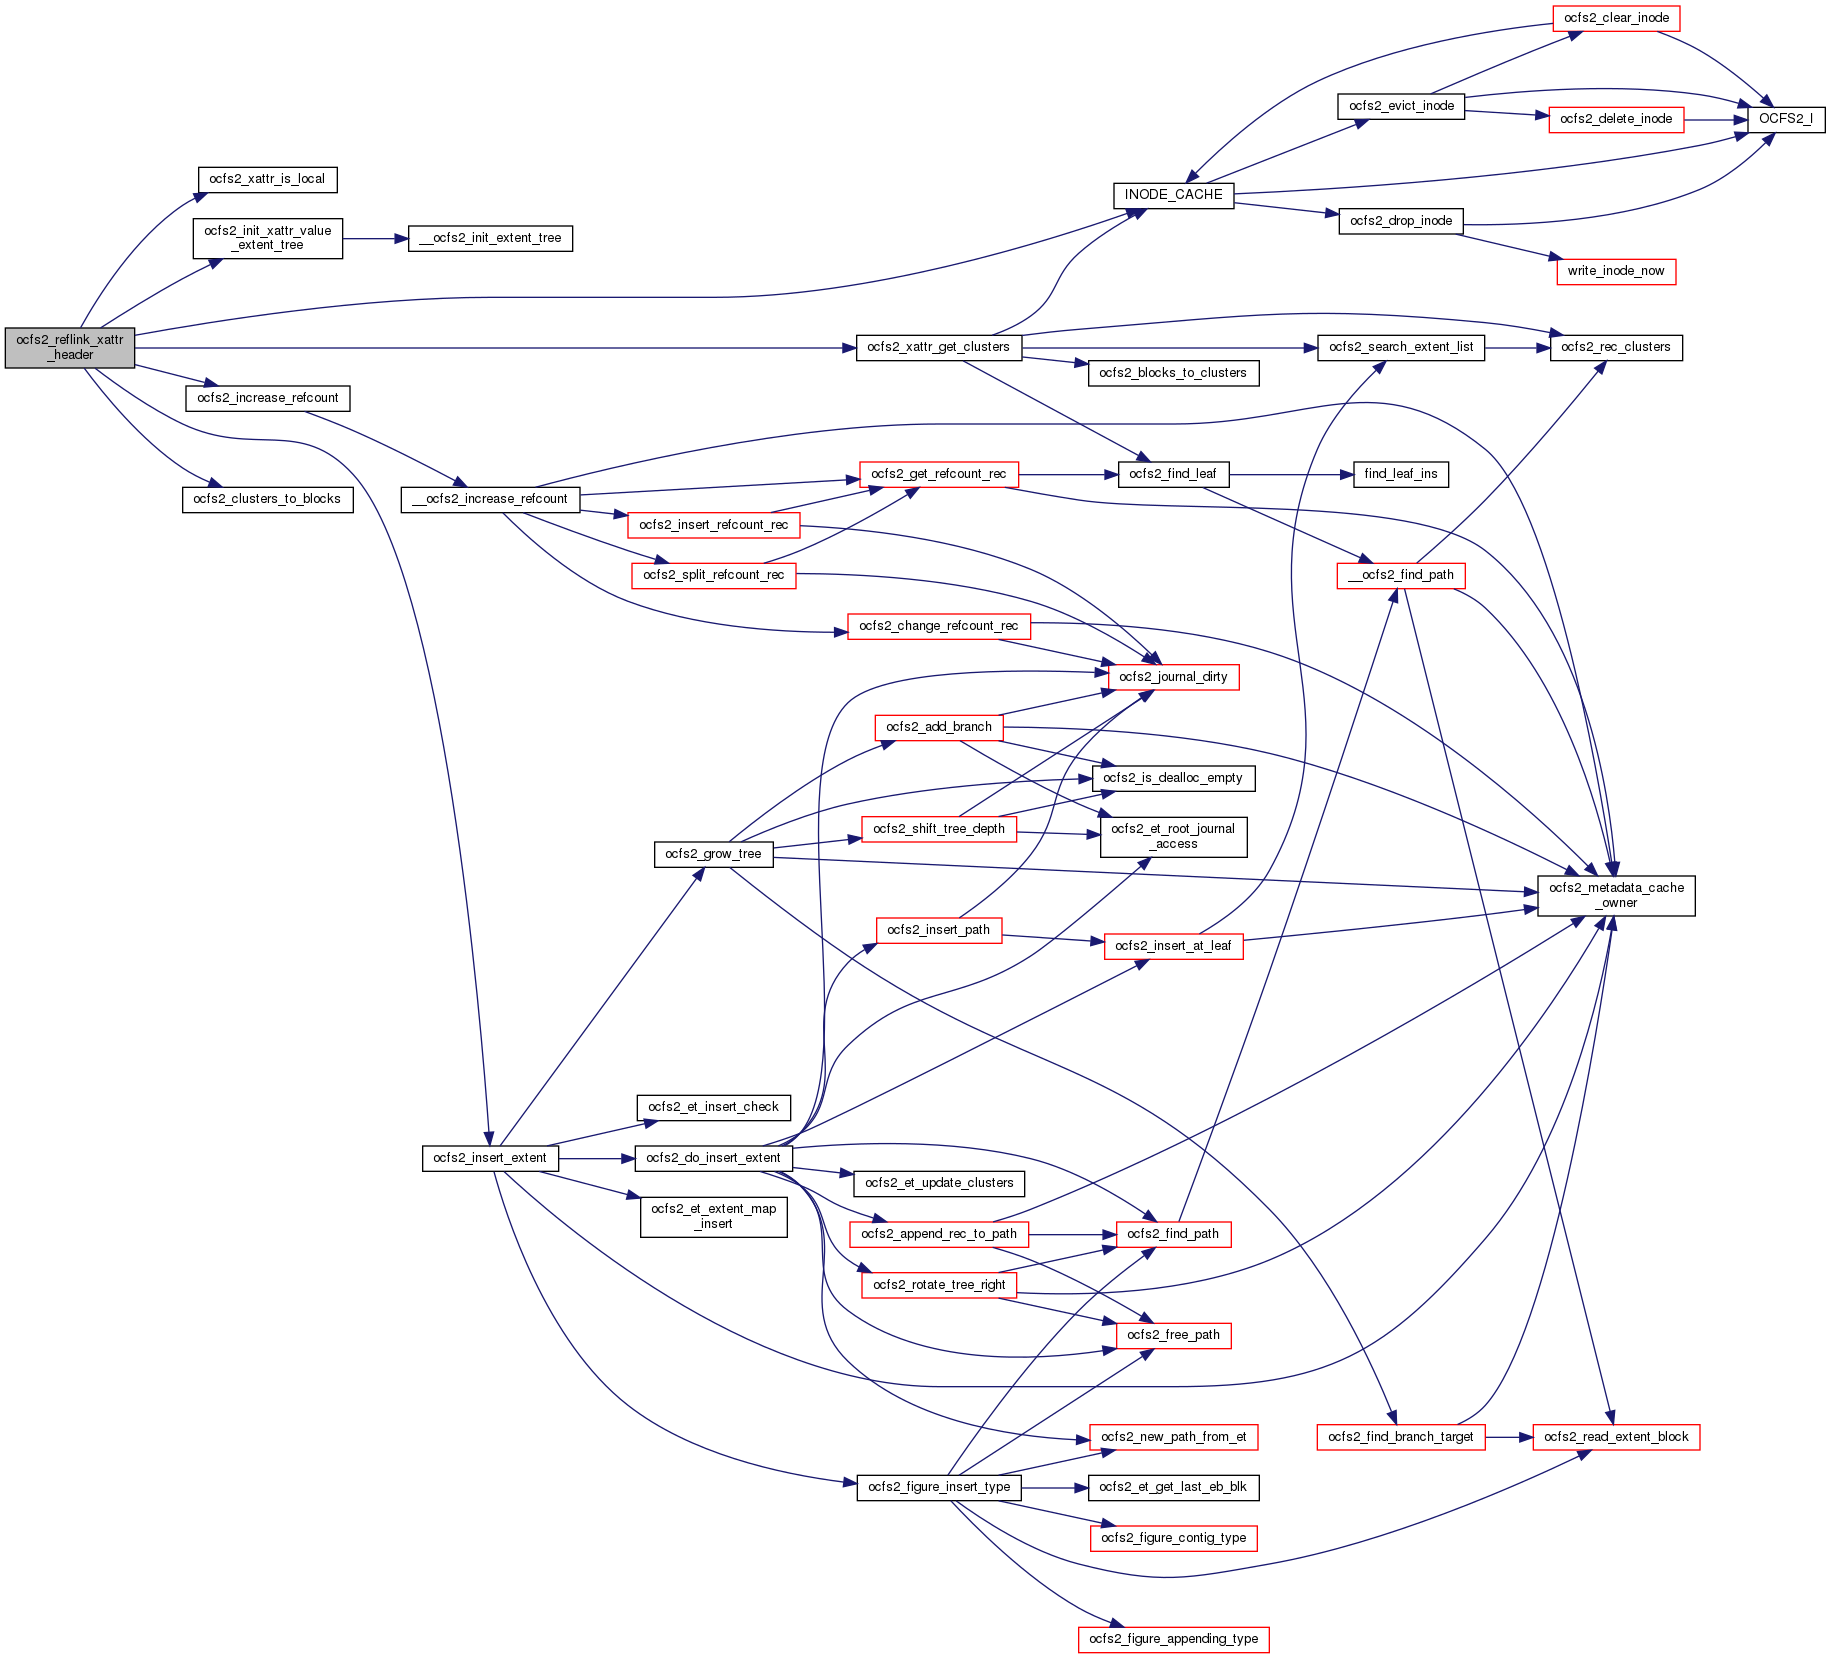 ocfs2_clear_inode
ocfs2_evict_inode
ocfs2_delete_inode
OCFS2_I
ocfs2_xattr_is_local
INODE_CACHE
ocfs2_drop_inode
ocfs2_init_xattr_value
_extent_tree
__ocfs2_init_extent_tree
write_inode_now
ocfs2_reflink_xattr
_header
ocfs2_xattr_get_clusters
ocfs2_search_extent_list
ocfs2_rec_clusters
ocfs2_blocks_to_clusters
ocfs2_increase_refcount
ocfs2_get_refcount_rec
ocfs2_find_leaf
find_leaf_ins
ocfs2_clusters_to_blocks
__ocfs2_increase_refcount
ocfs2_insert_refcount_rec
ocfs2_split_refcount_rec
__ocfs2_find_path
ocfs2_change_refcount_rec
ocfs2_journal_dirty
ocfs2_add_branch
ocfs2_is_dealloc_empty
ocfs2_shift_tree_depth
ocfs2_et_root_journal
_access
ocfs2_grow_tree
ocfs2_metadata_cache
_owner
ocfs2_insert_path
ocfs2_insert_at_leaf
ocfs2_et_insert_check
ocfs2_insert_extent
ocfs2_do_insert_extent
ocfs2_et_update_clusters
ocfs2_et_extent_map
_insert
ocfs2_append_rec_to_path
ocfs2_find_path
ocfs2_rotate_tree_right
ocfs2_free_path
ocfs2_new_path_from_et
ocfs2_find_branch_target
ocfs2_read_extent_block
ocfs2_figure_insert_type
ocfs2_et_get_last_eb_blk
ocfs2_figure_contig_type
ocfs2_figure_appending_type